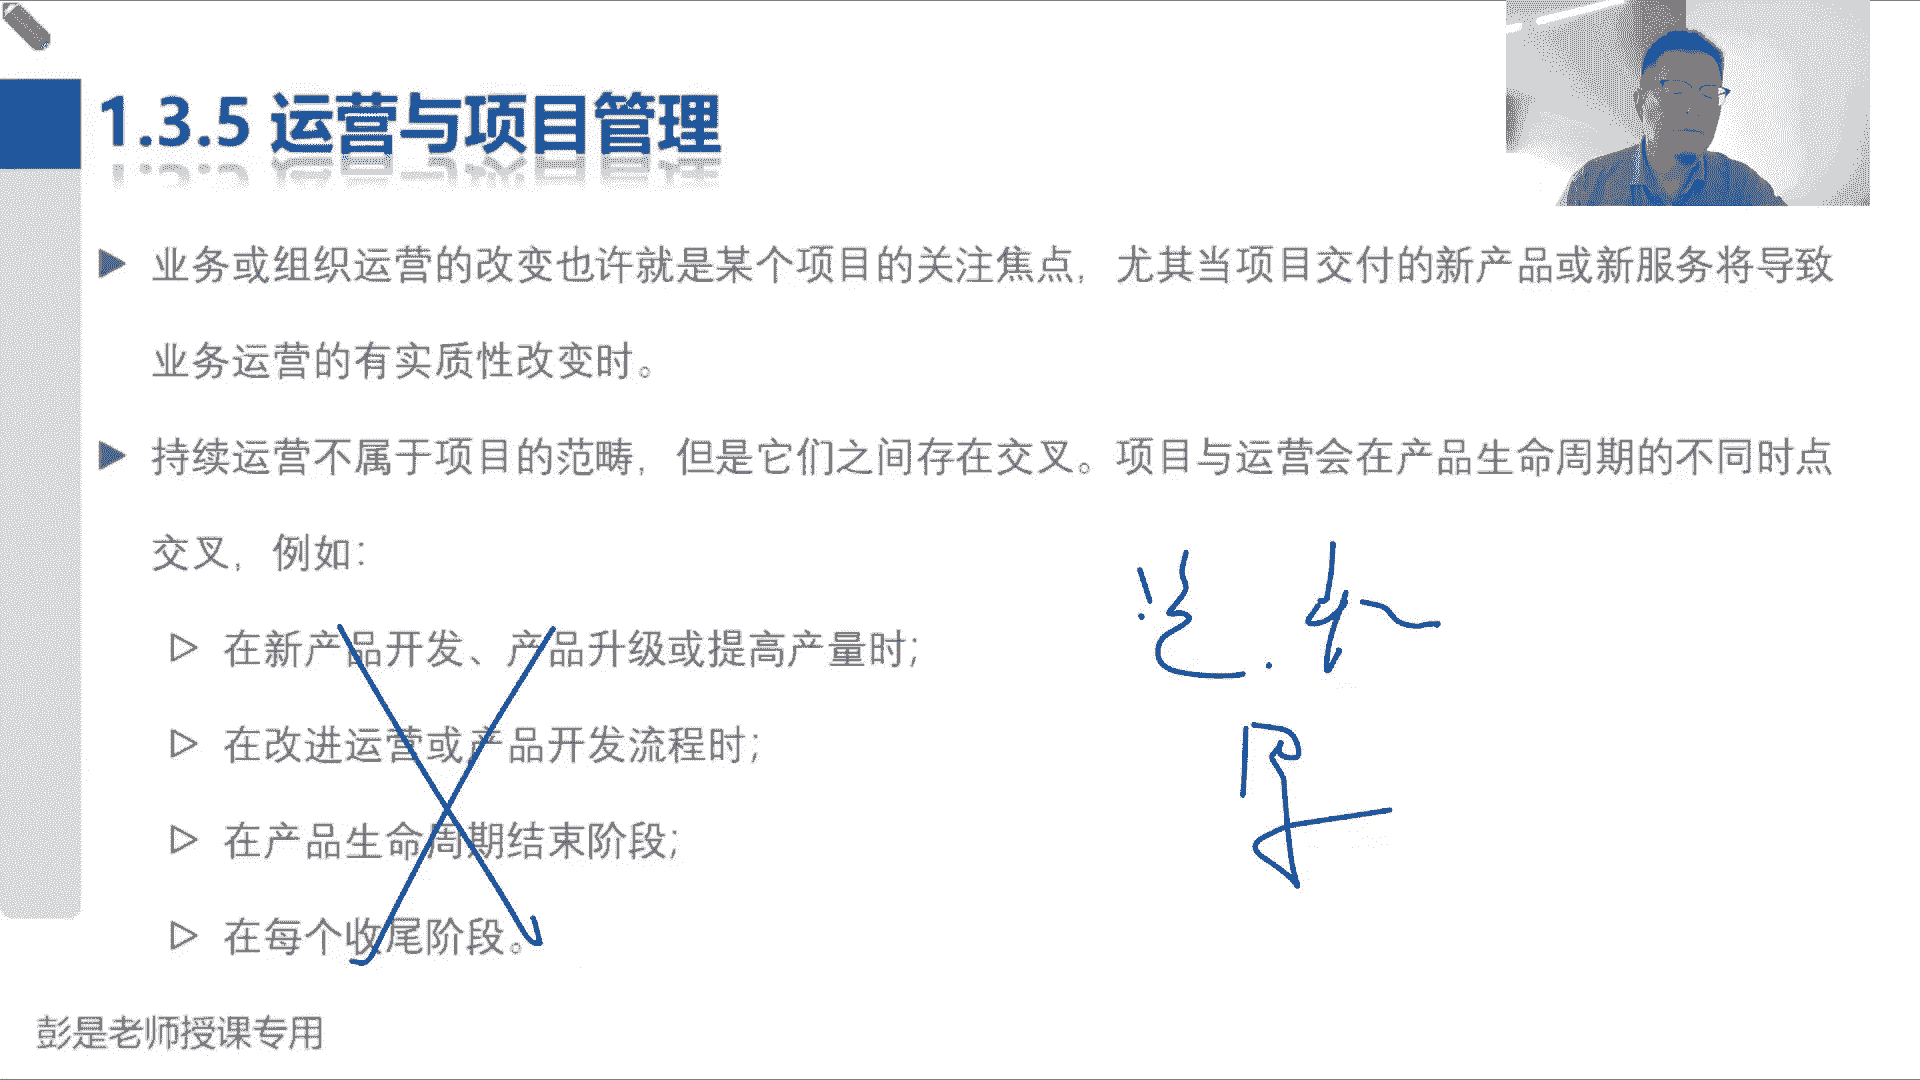 1.3.5 运营与项目管理
业务或组织运营的改变也许就是某个项目的关注焦点，尤其当项目交付的新产品或新服务将导致
业务运营的有实质性改变时。
持续运营不属于项目的范畴，但是它们之间存在交叉。项目与运营会在产品生命周期的不同时点
交叉，例如：
在新产品开发、产品升级或提高产量时；
在改进运营或产品开发流程时；
在产品生命周期结束阶段；
在每个收尾阶段。
彭是老师授课专用